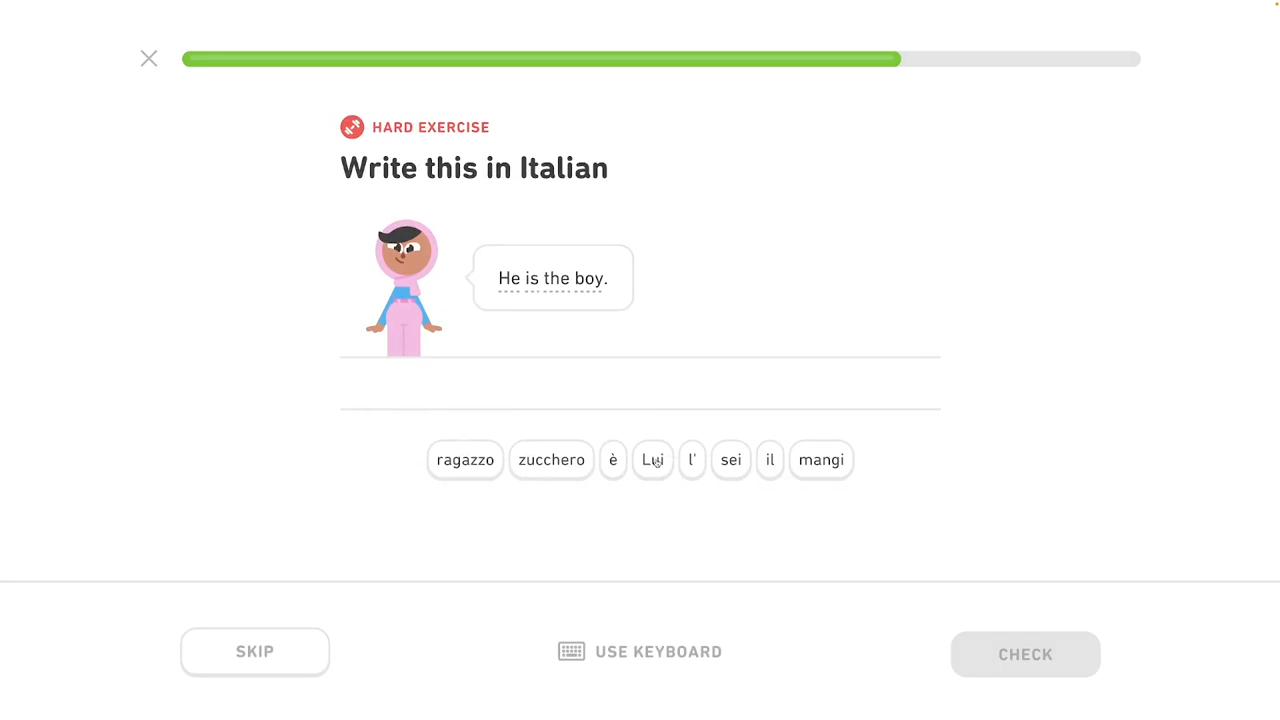 HARD EXERCISE
Write this in Italian
He is the boy.
ragazzo zucchero è Lui l' sei il mangi
SKIP USE KEYBOARD CHECK